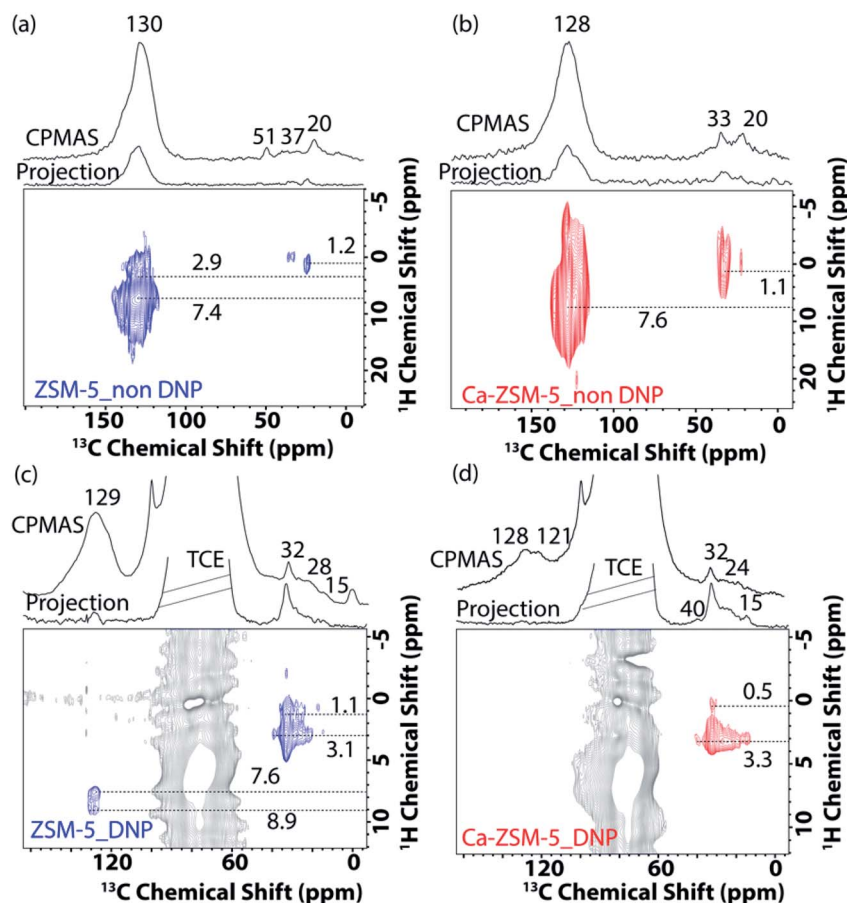 (a)
130
CPMAS
51 37 20
Projection
-5
0
10
20
¹H Chemical Shift (ppm)
2.9
1.2
7.4
ZSM-5_non DNP
150 100 50 0
¹³C Chemical Shift (ppm)
(b)
128
CPMAS
33 20
Projection
-5
0
10
20
¹H Chemical Shift (ppm)
1.1
7.6
Ca-ZSM-5_non DNP
150 100 50 0
¹³C Chemical Shift (ppm)
(c)
129
CPMAS
TCE
32
28
15
Projection
-5
0
5
10
¹H Chemical Shift (ppm)
1.1
3.1
7.6
8.9
ZSM-5_DNP
120 60 0
¹³C Chemical Shift (ppm)
(d)
CPMAS
128 121
TCE
32
24
Projection
40
15
-5
0
5
10
¹H Chemical Shift (ppm)
0.5
3.3
Ca-ZSM-5_DNP
120 60 0
¹³C Chemical Shift (ppm)